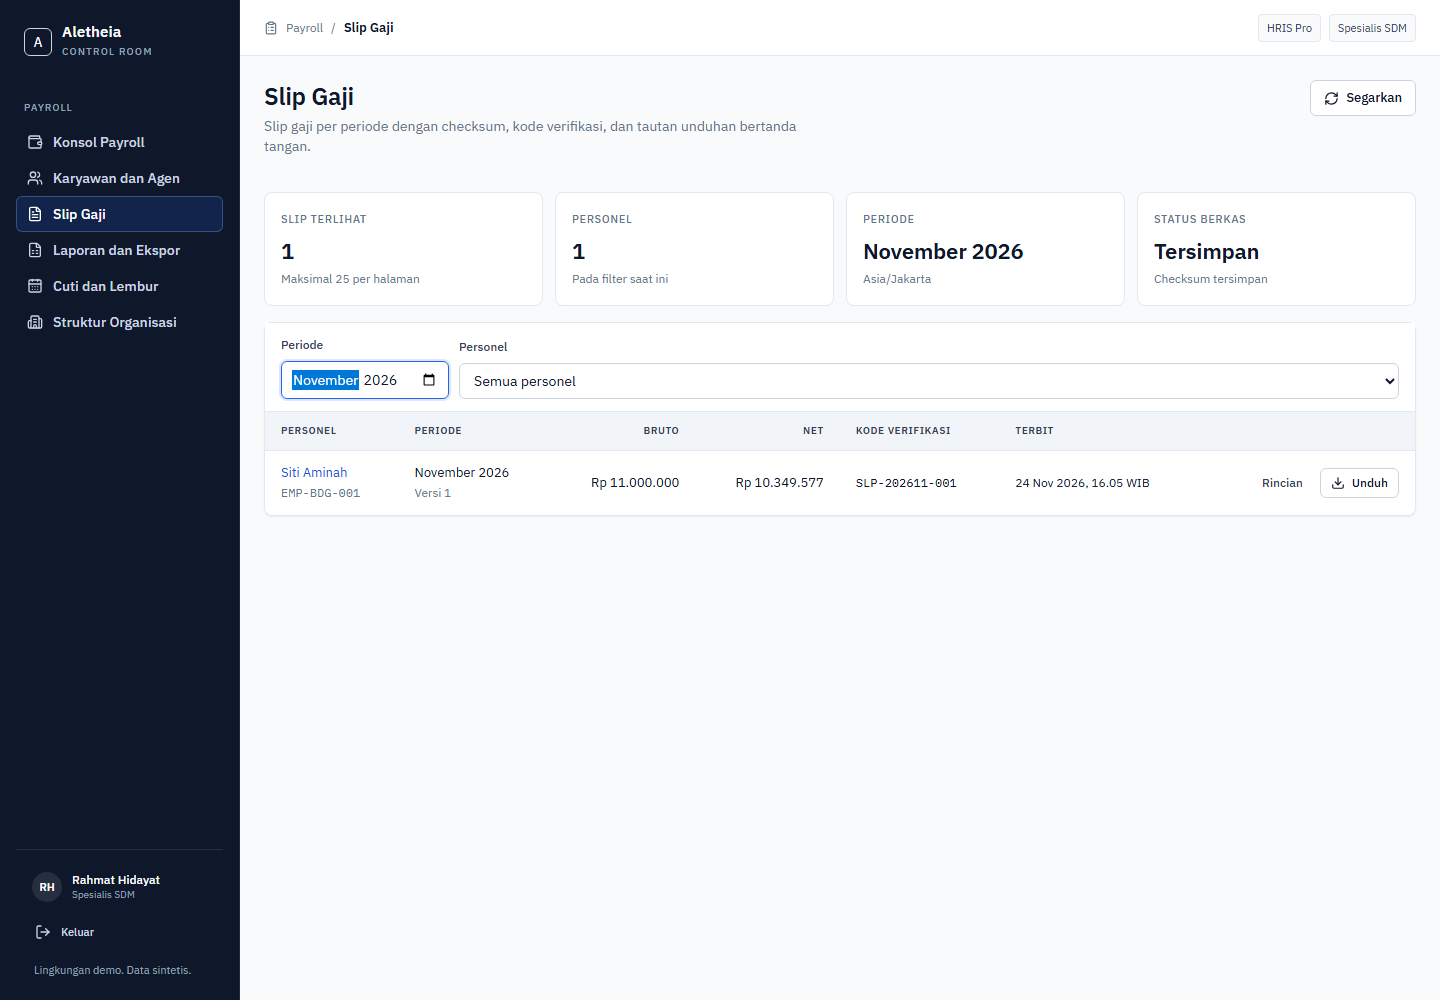 A
Aletheia
CONTROL ROOM
PAYROLL
Konsol Payroll
Karyawan dan Agen
Slip Gaji
Laporan dan Ekspor
Cuti dan Lembur
Struktur Organisasi
RH
Rahmat Hidayat
Spesialis SDM
Keluar
Lingkungan demo. Data sintetis.
Payroll / Slip Gaji
HRIS Pro
Spesialis SDM
Slip Gaji
Slip gaji per periode dengan checksum, kode verifikasi, dan tautan unduhan bertanda
tangan.
Segarkan
SLIP TERLIHAT
1
Maksimal 25 per halaman
PERSONEL
1
Pada filter saat ini
PERIODE
November 2026
Asia/Jakarta
STATUS BERKAS
Tersimpan
Checksum tersimpan
Periode
November 2026
Personel
Semua personel
PERSONEL PERIODE BRUTO NET KODE VERIFIKASI TERBIT
Siti Aminah
EMP-BDG-001
November 2026
Versi 1
Rp 11.000.000
Rp 10.349.577
SLP-202611-001
24 Nov 2026, 16.05 WIB
Rincian
Unduh